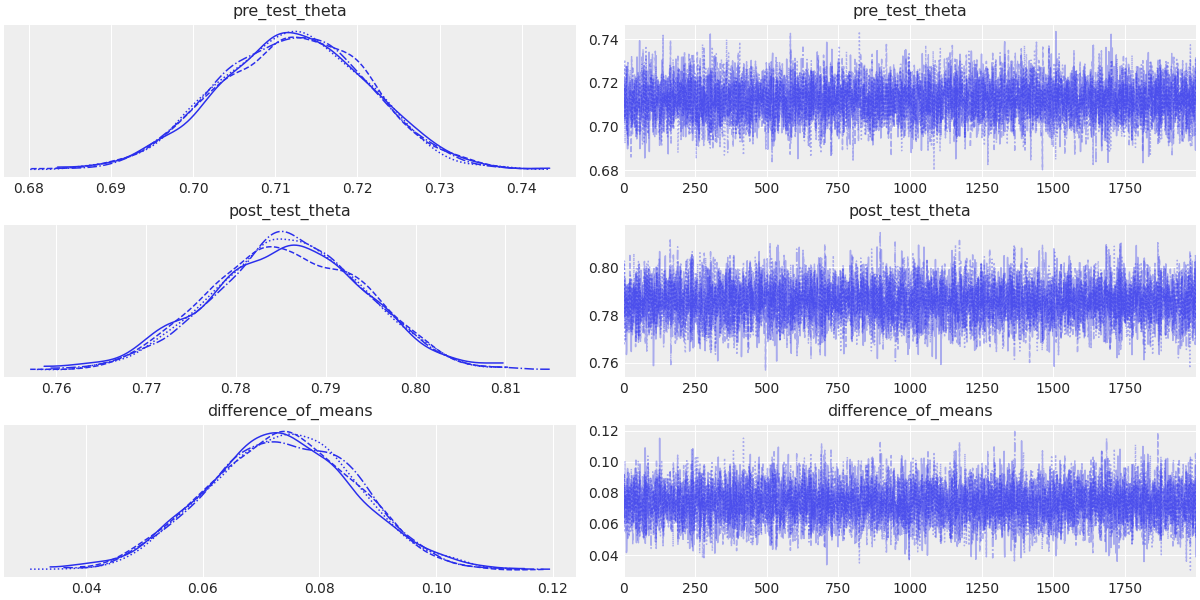 pre_test_theta
0.68 0.69 0.70 0.71 0.72 0.73 0.74
pre_test_theta
0.74
0.72
0.70
0.68
0 250 500 750 1000 1250 1500 1750
post_test_theta
0.76 0.77 0.78 0.79 0.80 0.81
post_test_theta
0.80
0.78
0.76
0 250 500 750 1000 1250 1500 1750
difference_of_means
0.04 0.06 0.08 0.10 0.12
difference_of_means
0.12
0.10
0.08
0.06
0.04
0 250 500 750 1000 1250 1500 1750